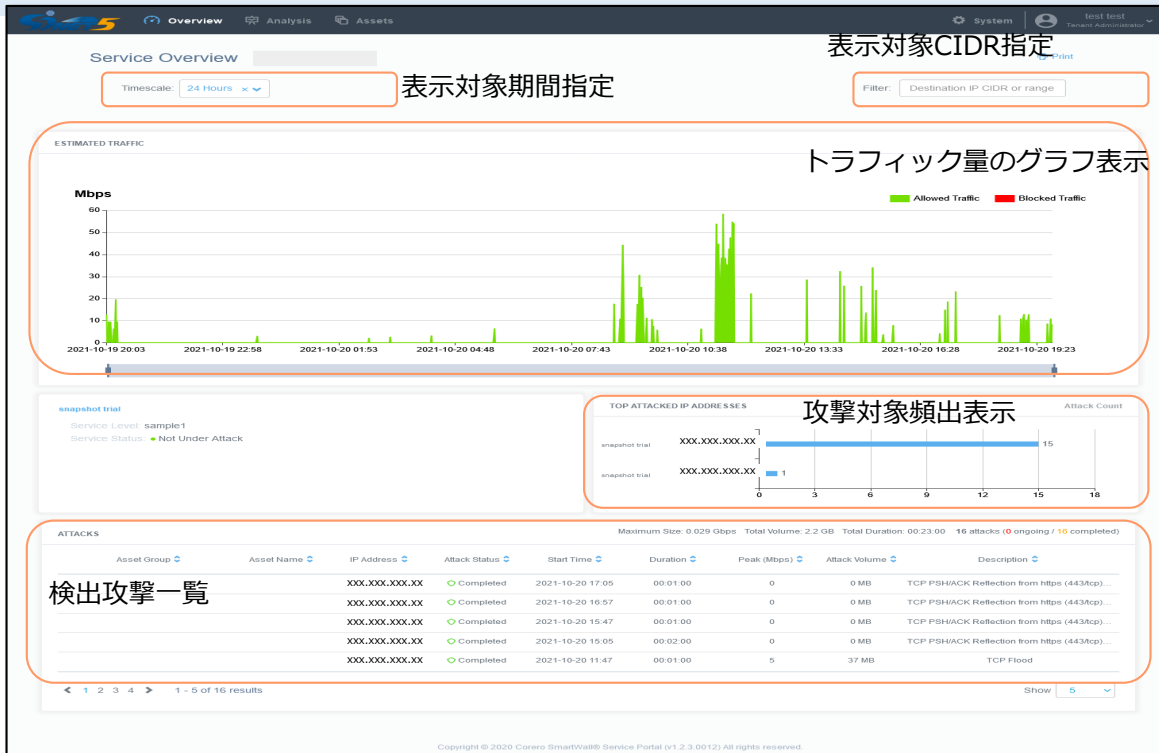 Overview Analysis Assets System test test
Tenant Administrator
Service Overview
表示対象CIDR指定
Print
Timescale: 24 Hours ×
表示対象期間指定
Filter: Destination IP CIDR or range
ESTIMATED TRAFFIC
トラフィック量のグラフ表示
Mbps
Allowed Traffic Blocked Traffic
60
50
40
30
20
10
0
2021-10-19 20:03 2021-10-19 22:58 2021-10-20 01:53 2021-10-20 04:48 2021-10-20 07:43 2021-10-20 10:38 2021-10-20 13:33 2021-10-20 16:28 2021-10-20 19:23
snapshot trial
Service Level: sample1
Service Status: Not Under Attack
TOP ATTACKED IP ADDRESSES
攻撃対象頻出表示
Attack Count
snapshot trial XXX.XXX.XXX.XX 15
snapshot trial XXX.XXX.XXX.XX 1
0 3 6 9 12 15 18
ATTACKS
Maximum Size: 0.029 Gbps Total Volume: 2.2 GB Total Duration: 00:23:00 16 attacks (0 ongoing / 16 completed)
Asset Group Asset Name IP Address Attack Status Start Time Duration Peak (Mbps) Attack Volume Description
検出攻撃一覧
XXX.XXX.XXX.XX Completed 2021-10-20 17:05 00:01:00 0 0 MB TCP PSH/ACK Reflection from https (443/tcp)...
XXX.XXX.XXX.XX Completed 2021-10-20 16:57 00:01:00 0 0 MB TCP PSH/ACK Reflection from https (443/tcp)...
XXX.XXX.XXX.XX Completed 2021-10-20 15:47 00:01:00 0 0 MB TCP PSH/ACK Reflection from https (443/tcp)...
XXX.XXX.XXX.XX Completed 2021-10-20 15:05 00:02:00 0 0 MB TCP PSH/ACK Reflection from https (443/tcp)...
XXX.XXX.XXX.XX Completed 2021-10-20 11:47 00:01:00 5 37 MB TCP Flood
1 2 3 4 1 - 5 of 16 results
Show 5
Copyright © 2020 Corero SmartWall® Service Portal (v1.2.3.0012) All rights reserved.